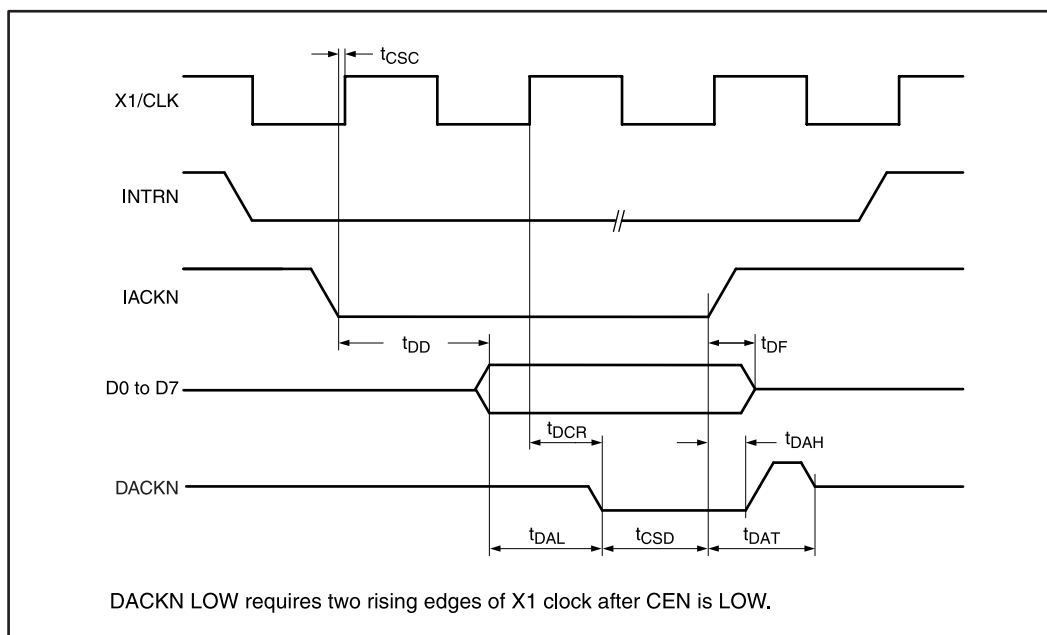 tCSC
X1/CLK
INTRN
IACKN
tDD
tDF
D0 to D7
tDCR
tDAH
DACKN
tDAL
tCSD
tDAT
DACKN LOW requires two rising edges of X1 clock after CEN is LOW.